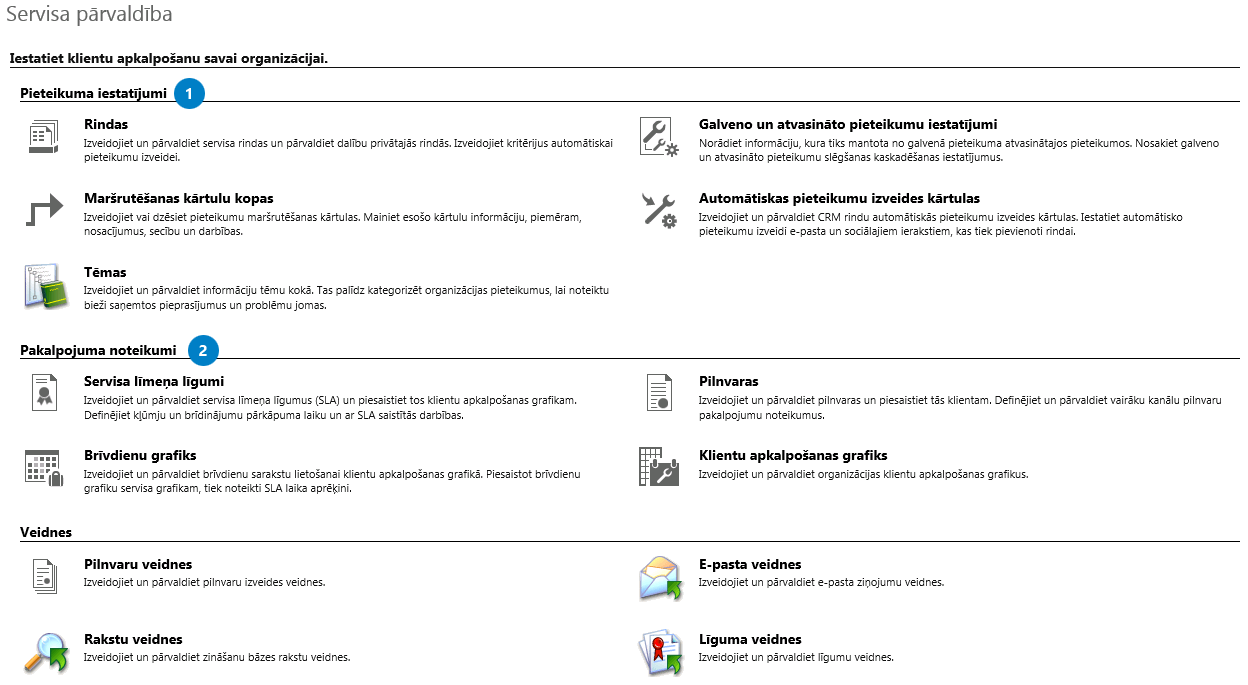 Servisa pārvaldība
Iestatiet klientu apkalpošanu savai organizācijai.
Pieteikuma iestatījumi 1
Rindas
Izveidojiet un pārvaldiet servisa rindas un pārvaldiet dalību privātajās rindās. Izveidojiet kritērijus automātiskai
pieteikumu izveidei.
Galveno un atvasināto pieteikumu iestatījumi
Norādiet informāciju, kura tiks mantota no galvenā pieteikuma atvasinātajos pieteikumos. Nosakiet galveno
un atvasināto pieteikumu slēgšanas kaskadēšanas iestatījumus.
Maršrutēšanas kārtulu kopas
Izveidojiet vai dzēsiet pieteikumu maršrutēšanas kārtulas. Mainiet esošo kārtulu informāciju, piemēram,
nosacījumus, secību un darbības.
Automātiskas pieteikumu izveides kārtulas
Izveidojiet un pārvaldiet CRM rindu automātiskās pieteikumu izveides kārtulas. Iestatiet automātisko
pieteikumu izveidi e-pasta un sociālajiem ierakstiem, kas tiek pievienoti rindai.
Tēmas
Izveidojiet un pārvaldiet informāciju tēmu kokā. Tas palīdz kategorizēt organizācijas pieteikumus, lai noteiktu
bieži saņemtos pieprasījumus un problēmu jomas.
Pakalpojuma noteikumi 2
Servisa līmeņa līgumi
Izveidojiet un pārvaldiet servisa līmeņa līgumus (SLA) un piesaistiet tos klientu apkalpošanas grafikam.
Definējiet kļūmju un brīdinājumu pārkāpuma laiku un ar SLA saistītās darbības.
Pilnvaras
Izveidojiet un pārvaldiet pilnvaras un piesaistiet tās klientam. Definējiet un pārvaldiet vairāku kanālu pilnvaru
pakalpojumu noteikumus.
Brīvdienu grafiks
Izveidojiet un pārvaldiet brīvdienu sarakstu lietošanai klientu apkalpošanas grafikā. Piesaistot brīvdienu
grafiku servisa grafikam, tiek noteikti SLA laika aprēķini.
Klientu apkalpošanas grafiks
Izveidojiet un pārvaldiet organizācijas klientu apkalpošanas grafikus.
Veidnes
Pilnvaru veidnes
Izveidojiet un pārvaldiet pilnvaru izveides veidnes.
E-pasta veidnes
Izveidojiet un pārvaldiet e-pasta ziņojumu veidnes.
Rakstu veidnes
Izveidojiet un pārvaldiet zināšanu bāzes rakstu veidnes.
Līguma veidnes
Izveidojiet un pārvaldiet līgumu veidnes.